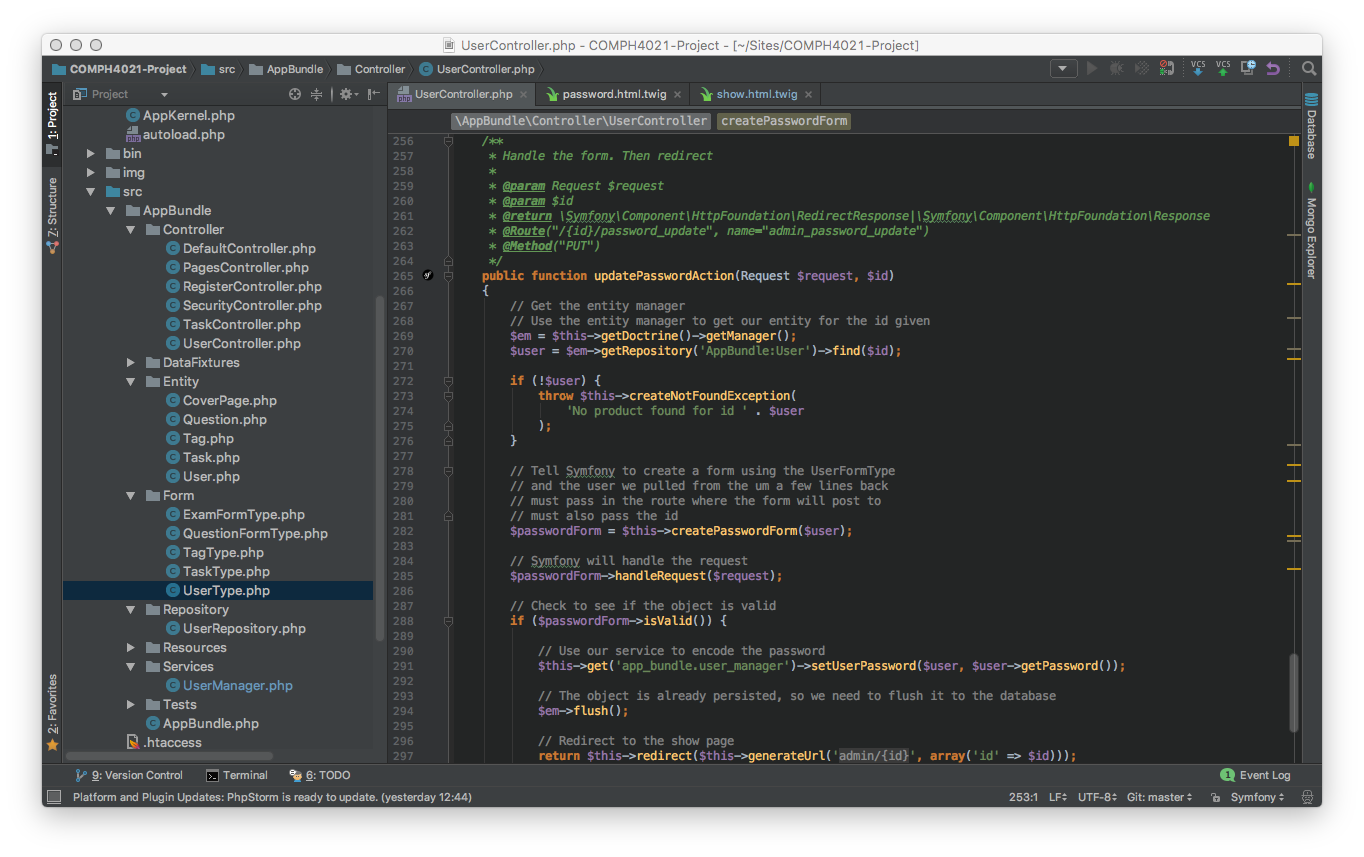 UserController.php - COMPH4021-Project - [~/Sites/COMPH4021-Project]
COMPH4021-Project src AppBundle Controller UserController.php
VCS VCS
Project
UserController.php password.html.twig show.html.twig
\AppBundle\Controller\UserController createPasswordForm
1: Project
Z: Structure
2: Favorites
AppKernel.php
autoload.php
bin
img
src
AppBundle
Controller
DefaultController.php
PagesController.php
RegisterController.php
SecurityController.php
TaskController.php
UserController.php
DataFixtures
Entity
CoverPage.php
Question.php
Tag.php
Task.php
User.php
Form
ExamFormType.php
QuestionFormType.php
TagType.php
TaskType.php
UserType.php
Repository
UserRepository.php
Resources
Services
UserManager.php
Tests
AppBundle.php
.htaccess
256 /**
257 * Handle the form. Then redirect
258 *
259 * @param Request $request
260 * @param $id
261 * @return \Symfony\Component\HttpFoundation\RedirectResponse|\Symfony\Component\HttpFoundation\Response
262 * @Route("/{id}/password_update", name="admin_password_update")
263 * @Method("PUT")
264 */
265 public function updatePasswordAction(Request $request, $id)
266 {
267 // Get the entity manager
268 // Use the entity manager to get our entity for the id given
269 $em = $this->getDoctrine()->getManager();
270 $user = $em->getRepository('AppBundle:User')->find($id);
271
272 if (!$user) {
273 throw $this->createNotFoundException(
274 'No product found for id ' . $user
275 );
276 }
277
278 // Tell Symfony to create a form using the UserFormType
279 // and the user we pulled from the um a few lines back
280 // must pass in the route where the form will post to
281 // must also pass the id
282 $passwordForm = $this->createPasswordForm($user);
283
284 // Symfony will handle the request
285 $passwordForm->handleRequest($request);
286
287 // Check to see if the object is valid
288 if ($passwordForm->isValid()) {
289
290 // Use our service to encode the password
291 $this->get('app_bundle.user_manager')->setUserPassword($user, $user->getPassword());
292
293 // The object is already persisted, so we need to flush it to the database
294 $em->flush();
295
296 // Redirect to the show page
297 return $this->redirect($this->generateUrl('admin/{id}', array('id' => $id)));
Database
Mongo Explorer
9: Version Control Terminal 6: TODO 1 Event Log
Platform and Plugin Updates: PhpStorm is ready to update. (yesterday 12:44) 253:1 LF UTF-8 Git: master Symfony